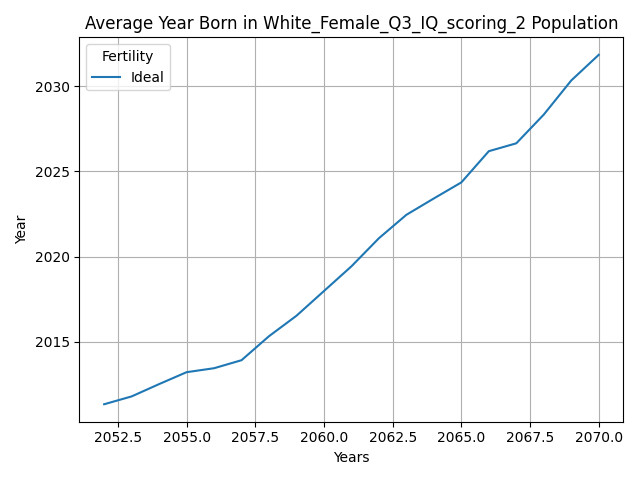 Average Year Born in White_Female_Q3_IQ_scoring_2 Population
Fertility
Ideal
2030
2025
2020
2015
Year
2052.5 2055.0 2057.5 2060.0 2062.5 2065.0 2067.5 2070.0
Years